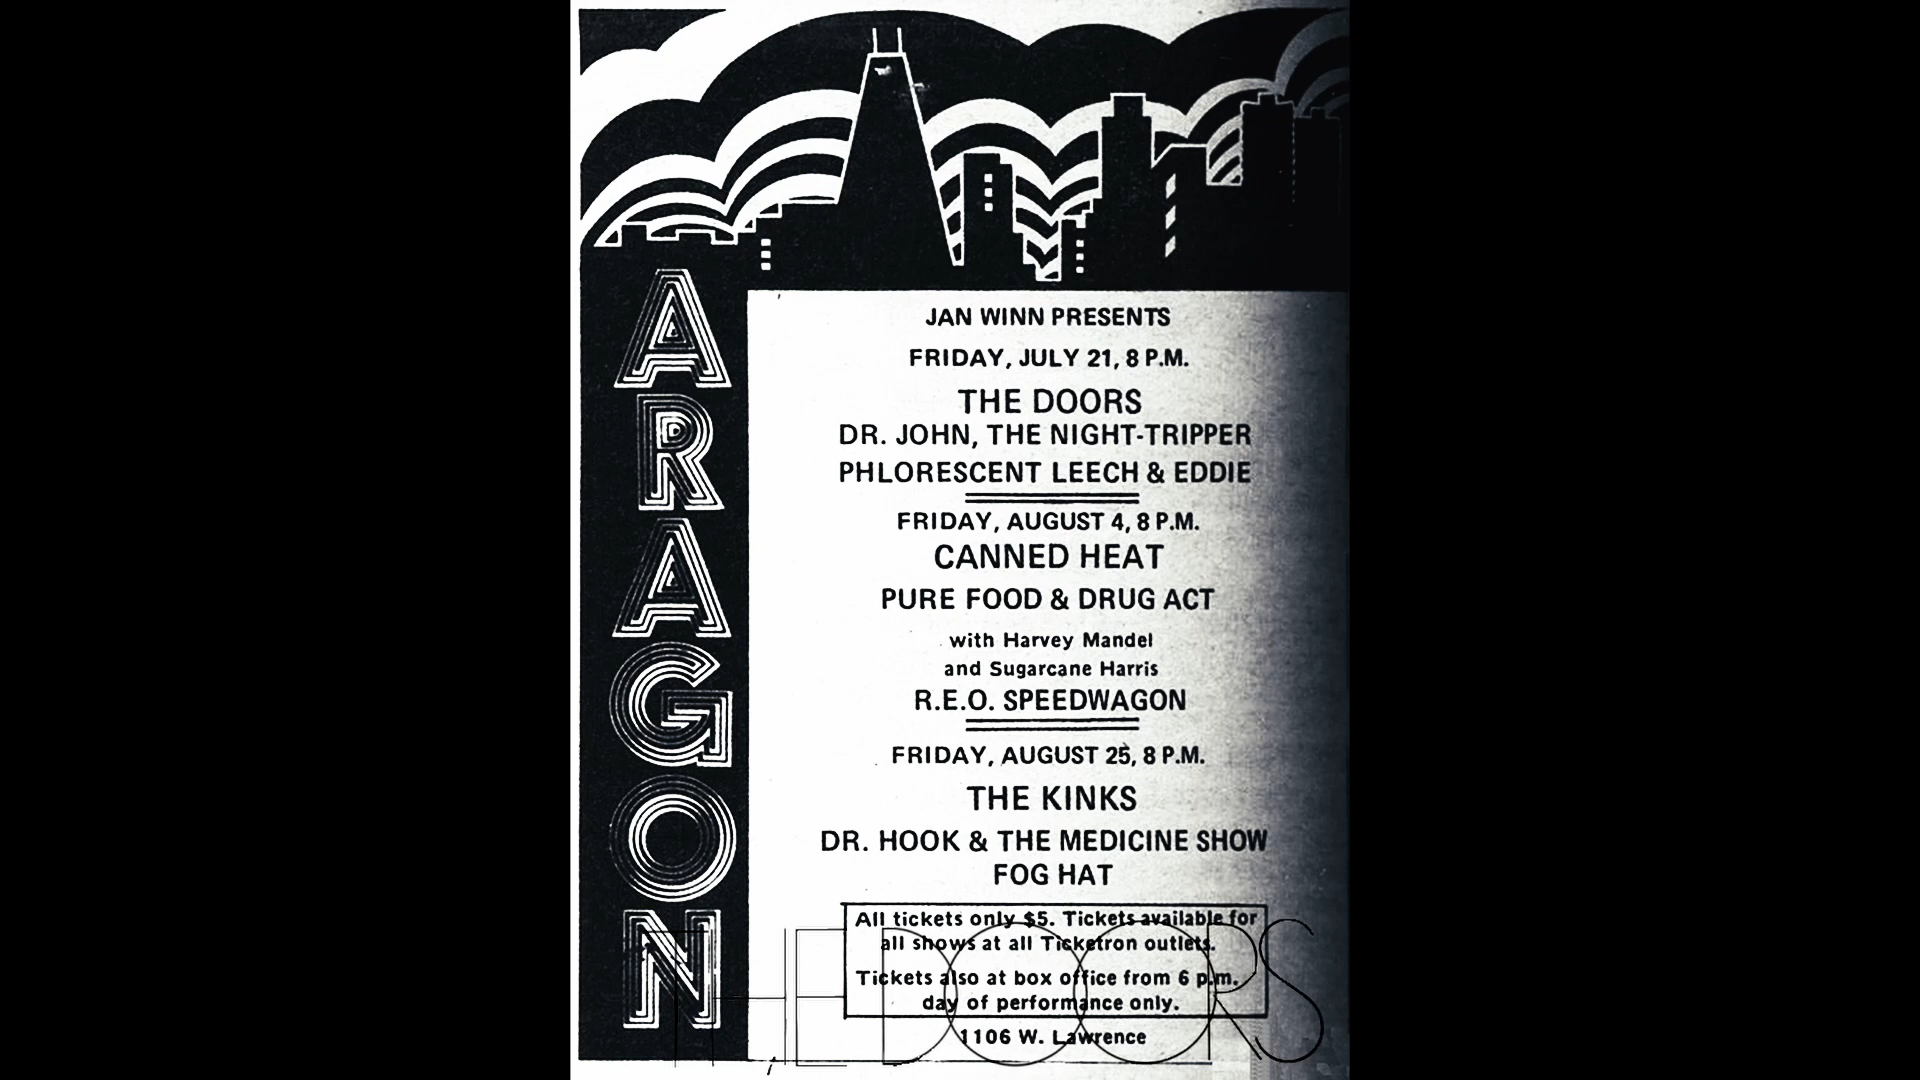 ARAGON
JAN WINN PRESENTS
FRIDAY, JULY 21, 8 P.M.
THE DOORS
DR. JOHN, THE NIGHT-TRIPPER
PHLORESCENT LEECH & EDDIE
FRIDAY, AUGUST 4, 8 P.M.
CANNED HEAT
PURE FOOD & DRUG ACT
with Harvey Mandel
and Sugarcane Harris
R.E.O. SPEEDWAGON
FRIDAY, AUGUST 25, 8 P.M.
THE KINKS
DR. HOOK & THE MEDICINE SHOW
FOG HAT
All tickets only $5. Tickets available for
all shows at all Ticketron outlets.
Tickets also at box office from 6 p.m.
day of performance only.
1106 W. Lawrence
THE DOORS